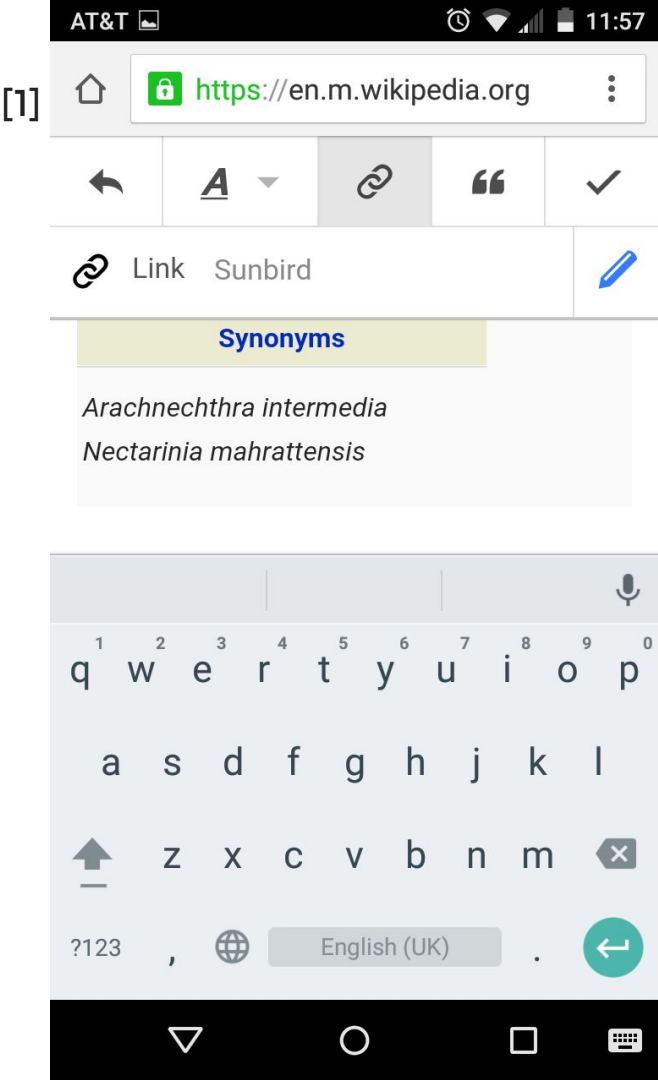 AT&T 11:57
[1] https://en.m.wikipedia.org
A
Link Sunbird
Synonyms
Arachnechthra intermedia
Nectarinia mahrattensis
1 2 3 4 5 6 7 8 9 0
q w e r t y u i o p
a s d f g h j k l
z x c v b n m
?123 , English (UK) .